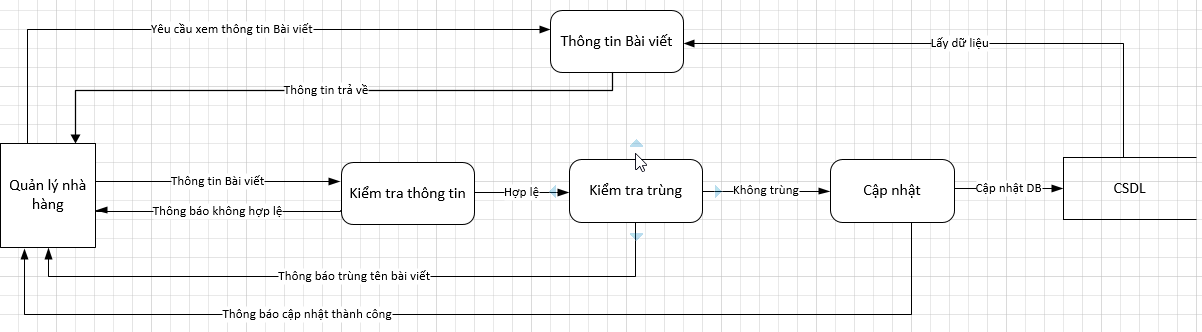 Yêu cầu xem thông tin Bài viết
Thông tin Bài viết
Lấy dữ liệu
Thông tin trả về
Quản lý nhà
hàng
Thông tin Bài viết
Kiểm tra thông tin
Hợp lệ
Kiểm tra trùng
Không trùng
Cập nhật
Cập nhật DB
CSDL
Thông báo không hợp lệ
Thông báo trùng tên bài viết
Thông báo cập nhật thành công